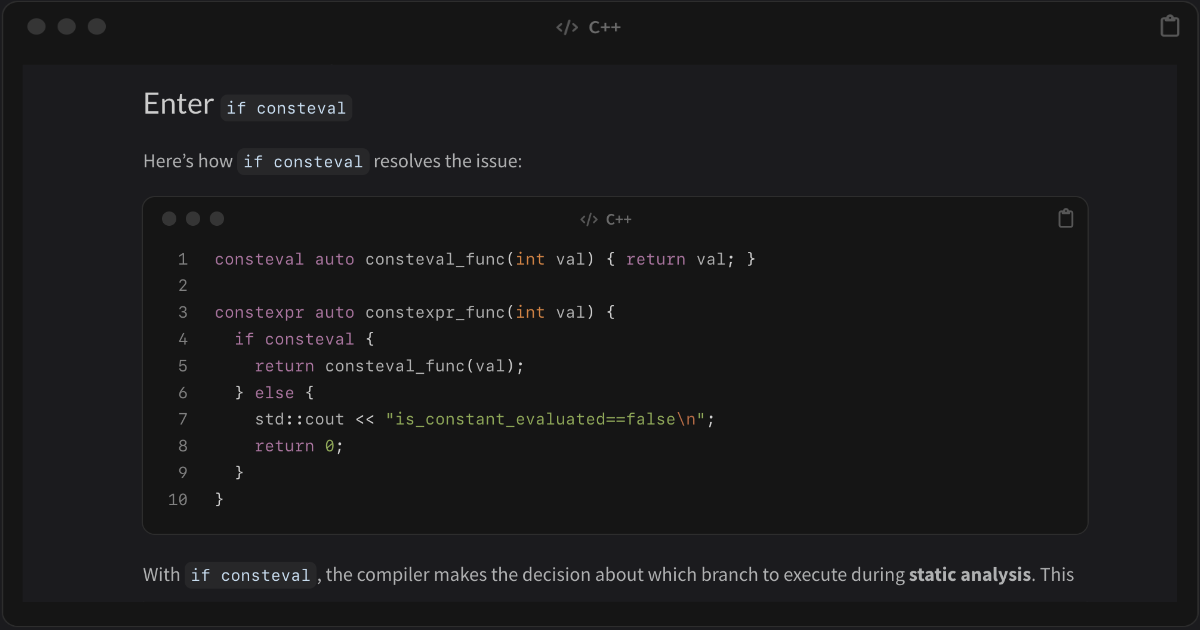 </> C++
Enter if consteval
Here’s how if consteval resolves the issue:
</> C++
1 consteval auto consteval_func(int val) { return val; }
2
3 constexpr auto constexpr_func(int val) {
4   if consteval {
5     return consteval_func(val);
6   } else {
7     std::cout << "is_constant_evaluated==false\n";
8     return 0;
9   }
10 }
With if consteval, the compiler makes the decision about which branch to execute during static analysis. This